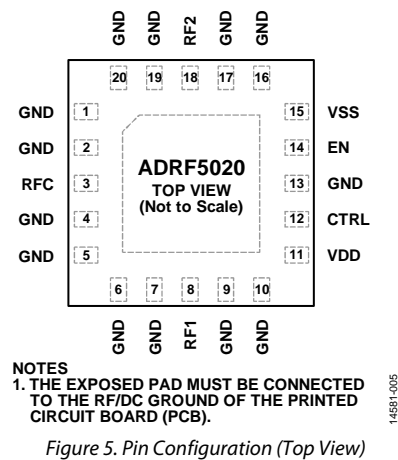 GND GND RF2 GND GND
20 19 18 17 16
GND 1
GND 2
RFC 3
GND 4
GND 5
15 VSS
14 EN
13 GND
12 CTRL
11 VDD
ADRF5020
TOP VIEW
(Not to Scale)
6 7 8 9 10
GND GND RF1 GND GND
NOTES
1. THE EXPOSED PAD MUST BE CONNECTED
TO THE RF/DC GROUND OF THE PRINTED
CIRCUIT BOARD (PCB).
14581-005
Figure 5. Pin Configuration (Top View)